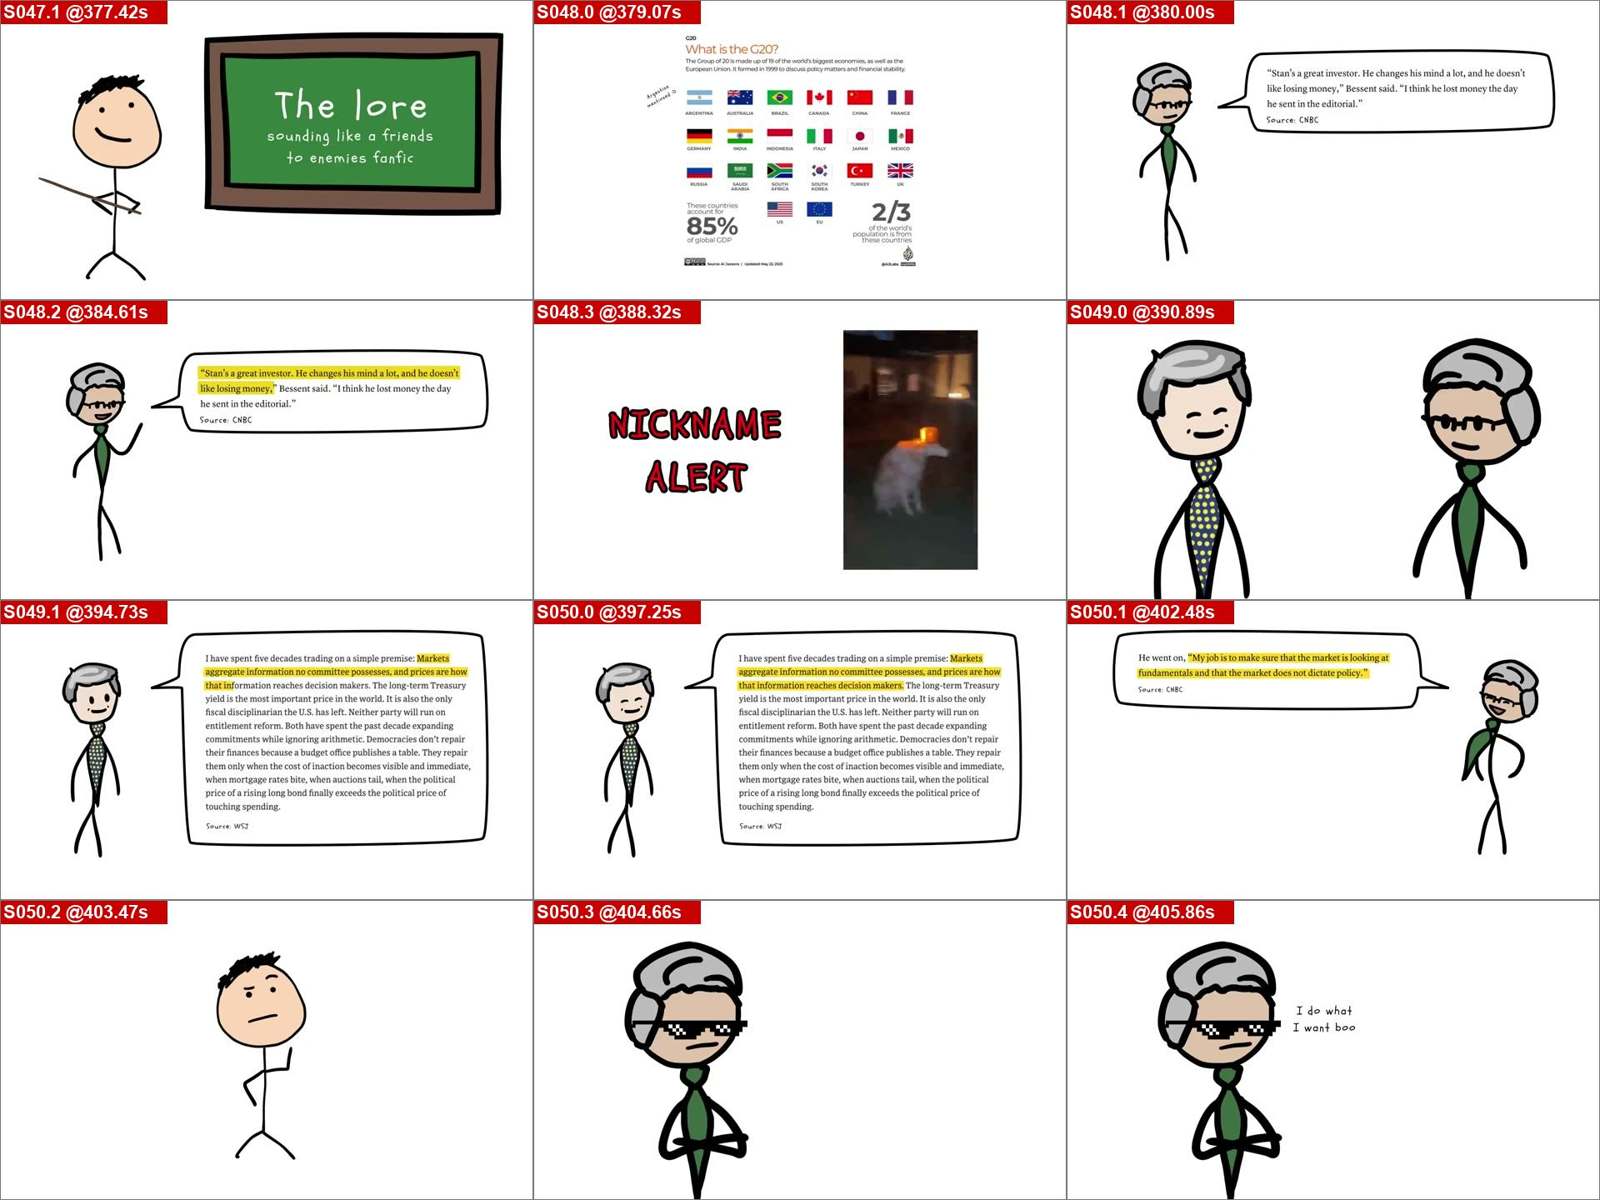 S047.1 @377.42s
The lore
sounding like a friends
to enemies fanfic
S048.0 @379.07s
G20
What is the G20?
The Group of 20 is made up of 19 of the world's biggest economies, as well as the
European Union. It formed in 1999 to discuss policy matters and financial stability.
Argentina
mentioned
ARGENTINA AUSTRALIA BRAZIL CANADA CHINA FRANCE
GERMANY INDIA INDONESIA ITALY JAPAN MEXICO
RUSSIA SAUDI ARABIA SOUTH AFRICA SOUTH KOREA TURKEY UK
US EU
These countries
account for
85%
of global GDP
2/3
of the world's
population is from
these countries
S048.1 @380.00s
“Stan’s a great investor. He changes his mind a lot, and he doesn’t
like losing money,” Bessent said. “I think he lost money the day
he sent in the editorial.”
Source: CNBC
S048.2 @384.61s
“Stan’s a great investor. He changes his mind a lot, and he doesn’t
like losing money,” Bessent said. “I think he lost money the day
he sent in the editorial.”
Source: CNBC
S048.3 @388.32s
NICKNAME
ALERT
S049.0 @390.89s
S049.1 @394.73s
I have spent five decades trading on a simple premise: Markets
aggregate information no committee possesses, and prices are how
that information reaches decision makers. The long-term Treasury
yield is the most important price in the world. It is also the only
fiscal disciplinarian the U.S. has left. Neither party will run on
entitlement reform. Both have spent the past decade expanding
commitments while ignoring arithmetic. Democracies don’t repair
their finances because a budget office publishes a table. They repair
them only when the cost of inaction becomes visible and immediate,
when mortgage rates bite, when auctions tail, when the political
price of a rising long bond finally exceeds the political price of
touching spending.
Source: WSJ
S050.0 @397.25s
I have spent five decades trading on a simple premise: Markets
aggregate information no committee possesses, and prices are how
that information reaches decision makers. The long-term Treasury
yield is the most important price in the world. It is also the only
fiscal disciplinarian the U.S. has left. Neither party will run on
entitlement reform. Both have spent the past decade expanding
commitments while ignoring arithmetic. Democracies don’t repair
their finances because a budget office publishes a table. They repair
them only when the cost of inaction becomes visible and immediate,
when mortgage rates bite, when auctions tail, when the political
price of a rising long bond finally exceeds the political price of
touching spending.
Source: WSJ
S050.1 @402.48s
He went on, “My job is to make sure that the market is looking at
fundamentals and that the market does not dictate policy.”
Source: CNBC
S050.2 @403.47s
S050.3 @404.66s
S050.4 @405.86s
I do what
I want boo